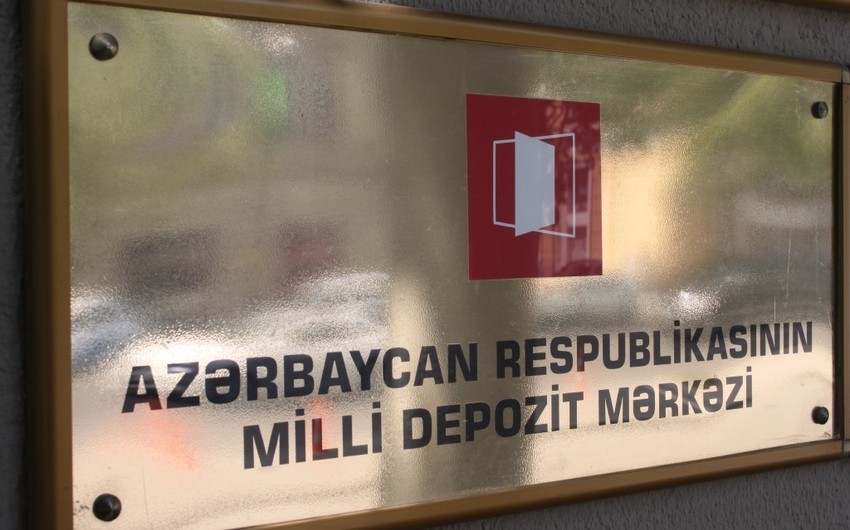 AZƏRBAYCAN RESPUBLİKASININ
MİLLİ DEPOZİT MƏRKƏZİ